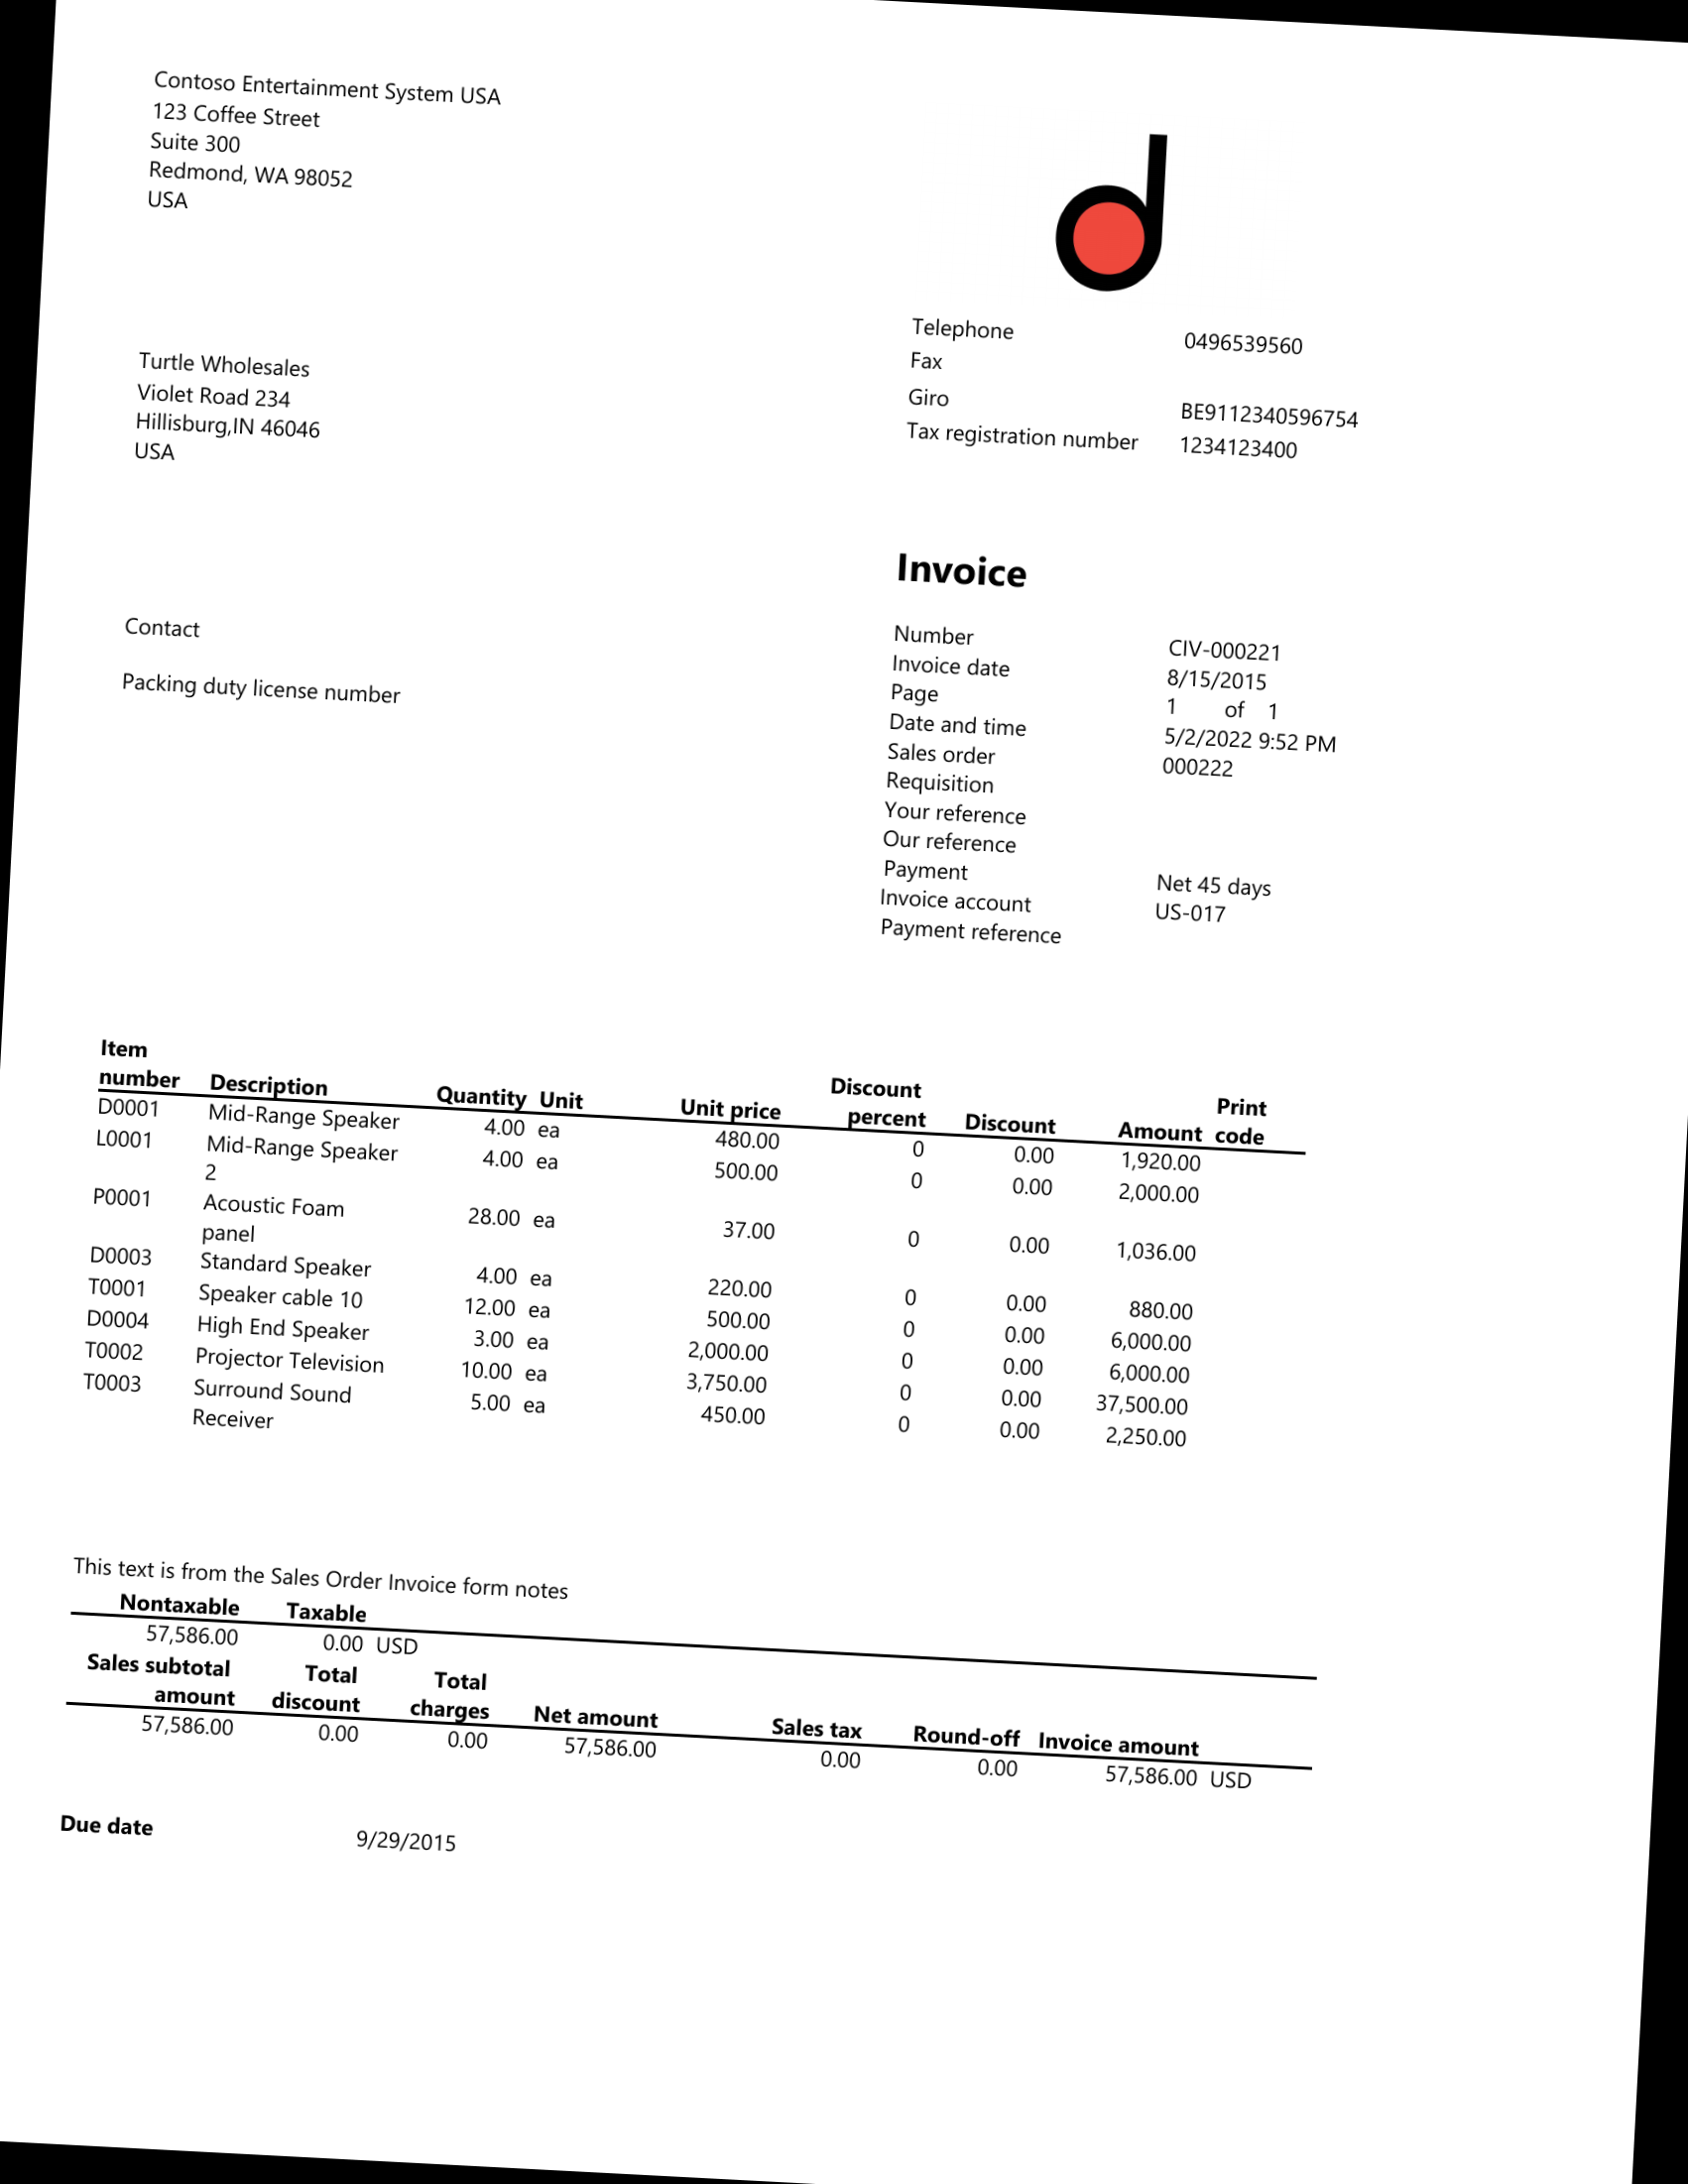 Contoso Entertainment System USA
123 Coffee Street
Suite 300
Redmond, WA 98052
USA
Telephone 0496539560
Fax
Giro BE9112340596754
Tax registration number 1234123400
Turtle Wholesales
Violet Road 234
Hillisburg,IN 46046
USA
Invoice
Contact
Packing duty license number
Number CIV-000221
Invoice date 8/15/2015
Page 1 of 1
Date and time 5/2/2022 9:52 PM
Sales order 000222
Requisition
Your reference
Our reference
Payment Net 45 days
Invoice account US-017
Payment reference
Item Discount Print
number Description Quantity Unit Unit price percent Discount Amount code
D0001 Mid-Range Speaker 4.00 ea 480.00 0 0.00 1,920.00
L0001 Mid-Range Speaker 4.00 ea 500.00 0 0.00 2,000.00
2
P0001 Acoustic Foam 28.00 ea 37.00 0 0.00 1,036.00
panel
D0003 Standard Speaker 4.00 ea 220.00 0 0.00 880.00
T0001 Speaker cable 10 12.00 ea 500.00 0 0.00 6,000.00
D0004 High End Speaker 3.00 ea 2,000.00 0 0.00 6,000.00
T0002 Projector Television 10.00 ea 3,750.00 0 0.00 37,500.00
T0003 Surround Sound 5.00 ea 450.00 0 0.00 2,250.00
Receiver
This text is from the Sales Order Invoice form notes
Nontaxable Taxable
57,586.00 0.00 USD
Sales subtotal Total Total
amount discount charges Net amount Sales tax Round-off Invoice amount
57,586.00 0.00 0.00 57,586.00 0.00 0.00 57,586.00 USD
Due date 9/29/2015